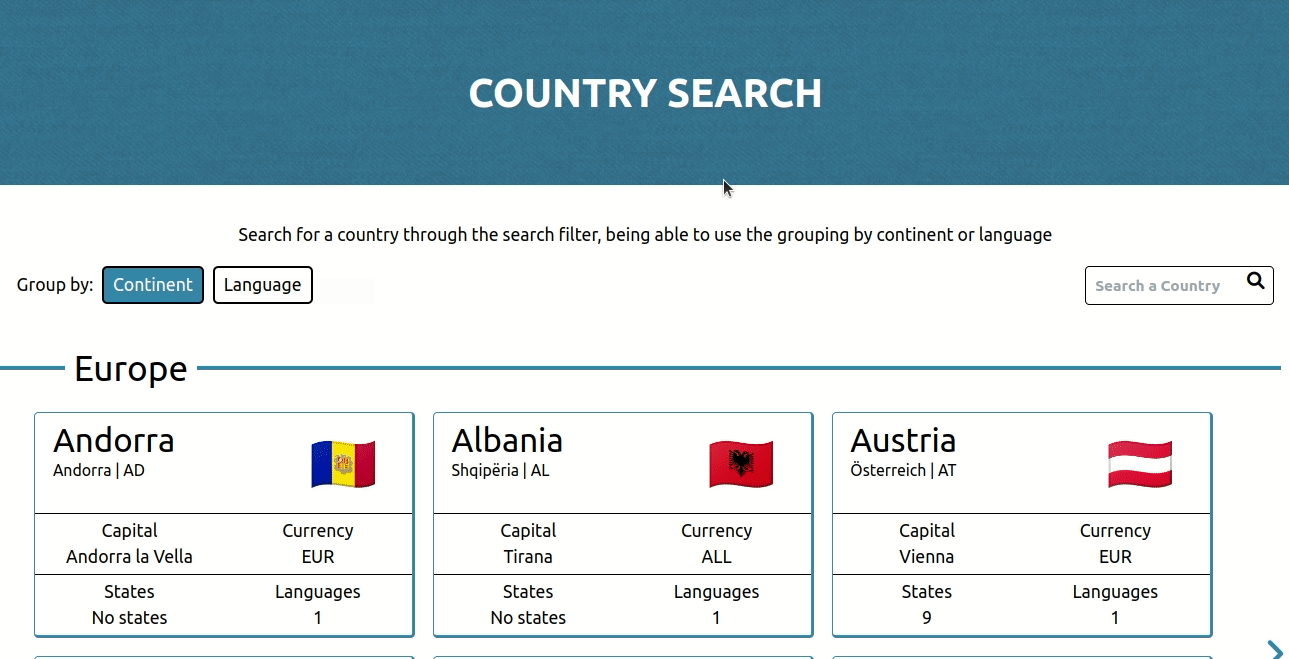 COUNTRY SEARCH
Search for a country through the search filter, being able to use the grouping by continent or language
Group by: Continent Language Search a Country
Europe
Andorra
Andorra | AD
Capital Currency
Andorra la Vella EUR
States Languages
No states 1
Albania
Shqipëria | AL
Capital Currency
Tirana ALL
States Languages
No states 1
Austria
Österreich | AT
Capital Currency
Vienna EUR
States Languages
9 1